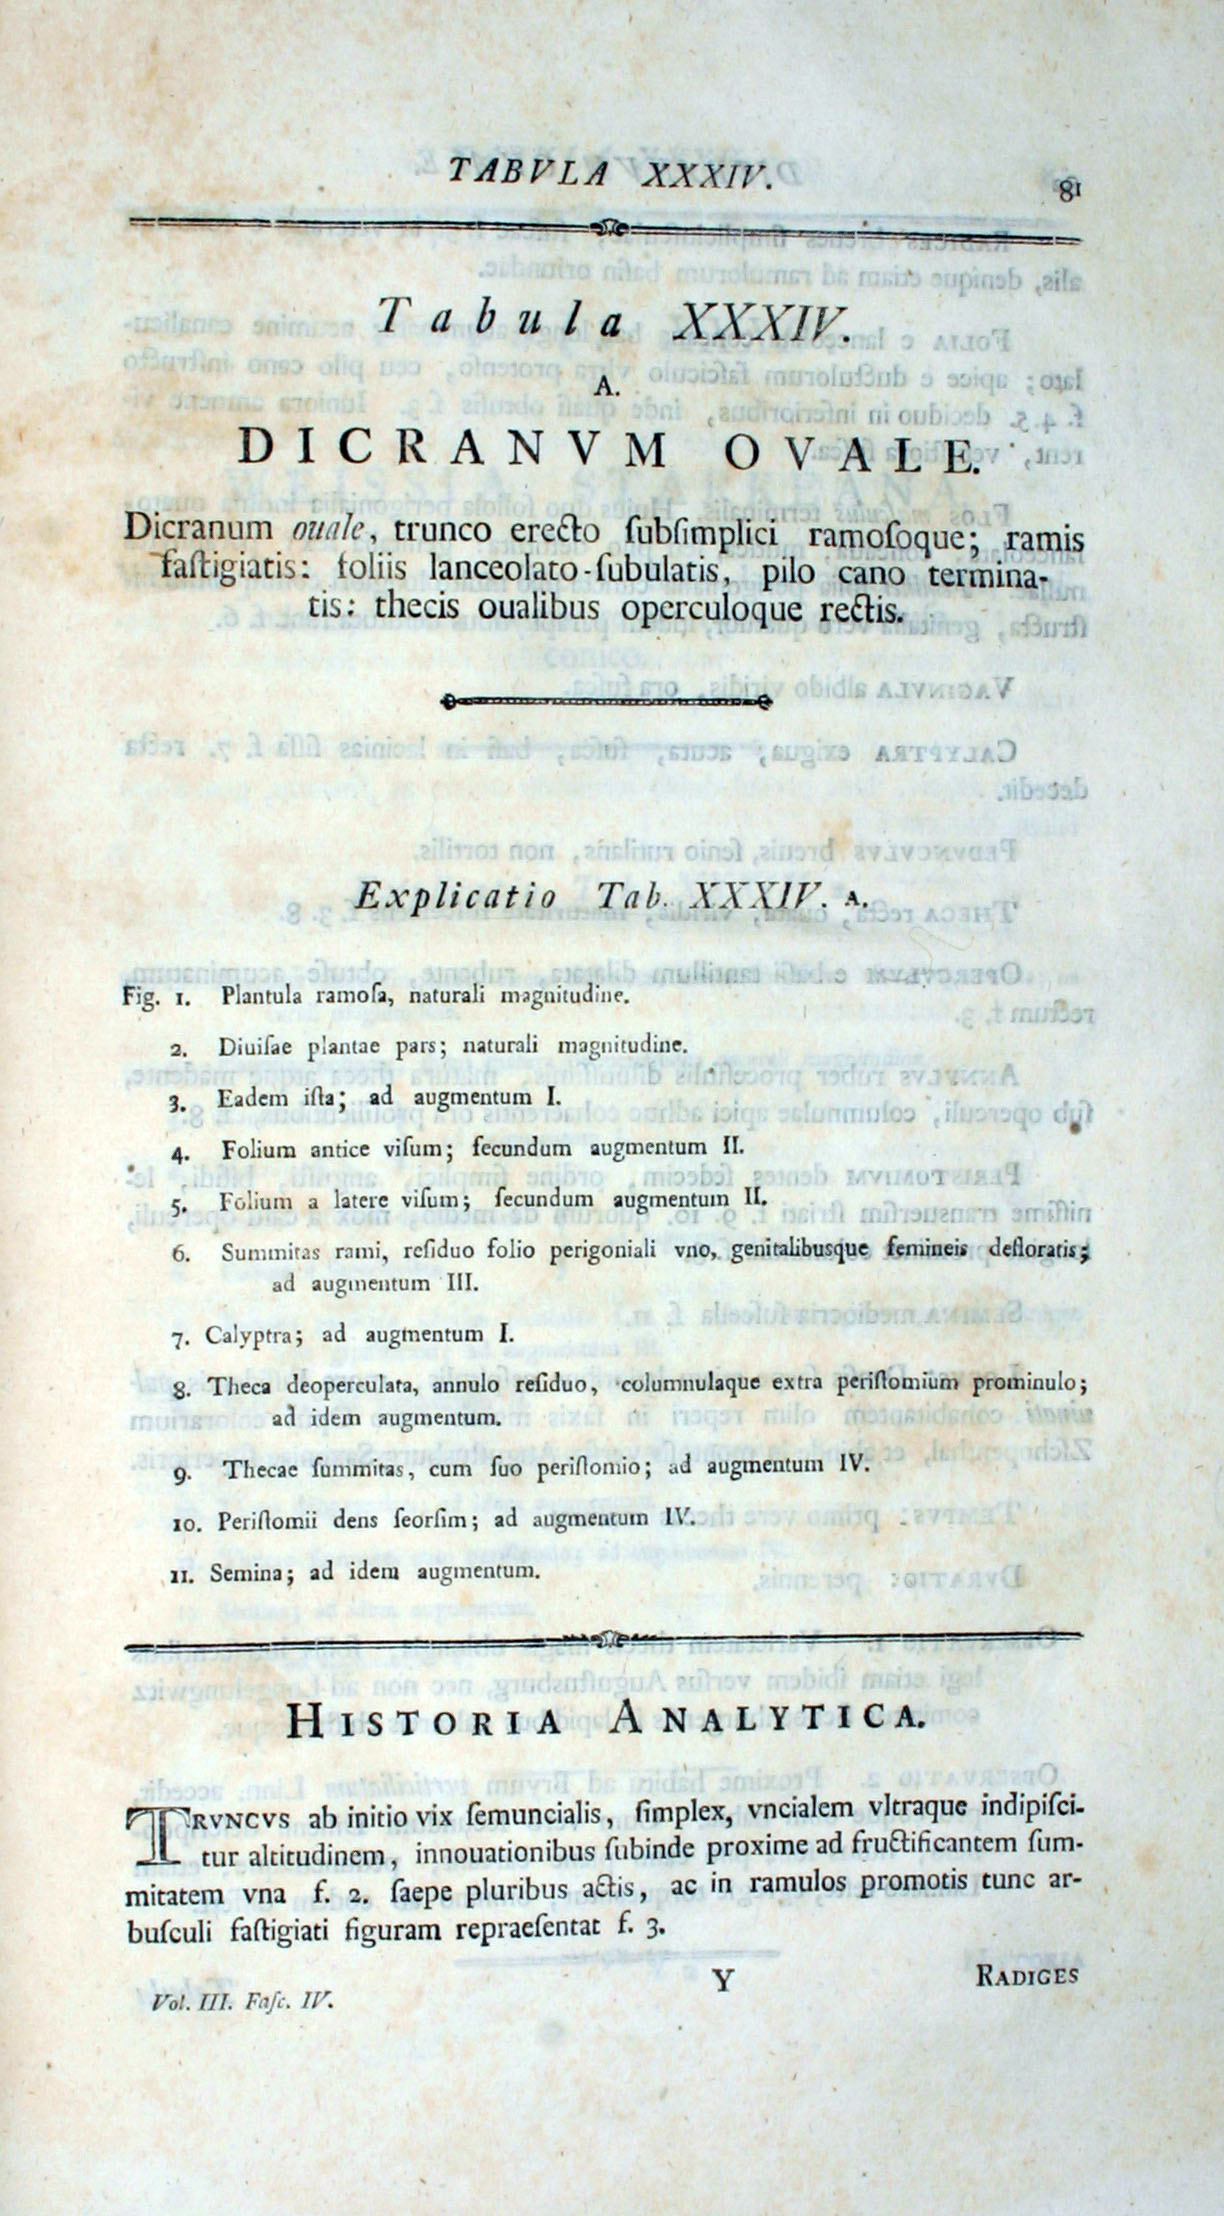 TABVLA XXXIV.
81
Tabula XXXIV.
A.
DICRANVM OVALE.
Dicranum ouale, trunco erecto ſubſimplici ramoſoque; ramis
faſtigiatis: foliis lanceolato-ſubulatis, pilo cano termina-
tis: thecis oualibus operculoque rectis.
Explicatio Tab. XXXIV. A.
Fig. 1. Plantula ramoſa, naturali magnitudine.
2. Diuiſae plantae pars; naturali magnitudine.
3. Eadem iſta; ad augmentum I.
4. Folium antice viſum; ſecundum augmentum II.
5. Folium a latere viſum; ſecundum augmentum II.
6. Summitas rami, reſiduo folio perigoniali vno, genitalibusque femineis defloratis;
ad augmentum III.
7. Calyptra; ad augmentum I.
8. Theca deoperculata, annulo reſiduo, columnulaque extra periſtomium prominulo;
ad idem augmentum.
9. Thecae ſummitas, cum ſuo periſtomio; ad augmentum IV.
10. Periſtomii dens ſeorſim; ad augmentum IV.
11. Semina; ad idem augmentum.
HISTORIA ANALYTICA.
TRVNCVS ab initio vix ſemuncialis, ſimplex, vncialem vltraque indipiſci-
tur altitudinem, innouationibus ſubinde proxime ad fructificantem ſum-
mitatem vna f. 2. ſaepe pluribus actis, ac in ramulos promotis tunc ar-
buſculi faſtigiati figuram repraeſentat f. 3.
Y
RADIGES
Vol. III. Faſc. IV.